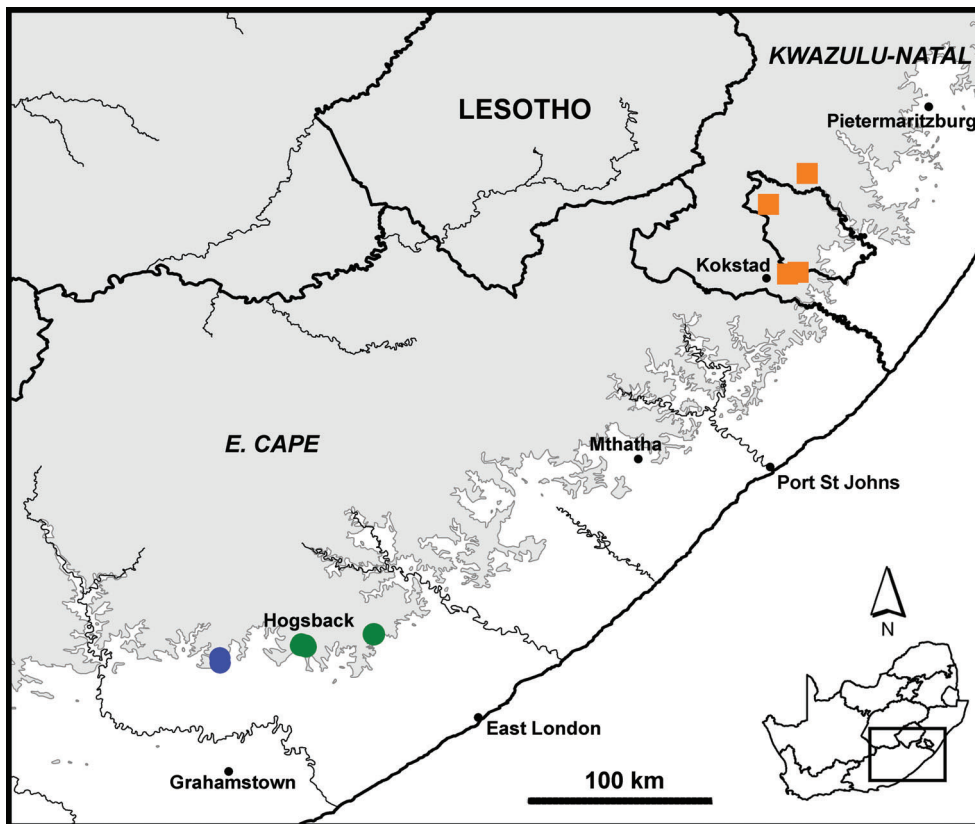 KWAZULU-NATAL
LESOTHO
Pietermaritzburg
Kokstad
E. CAPE
Mthatha
Port St Johns
Hogsback
N
East London
Grahamstown
100 km